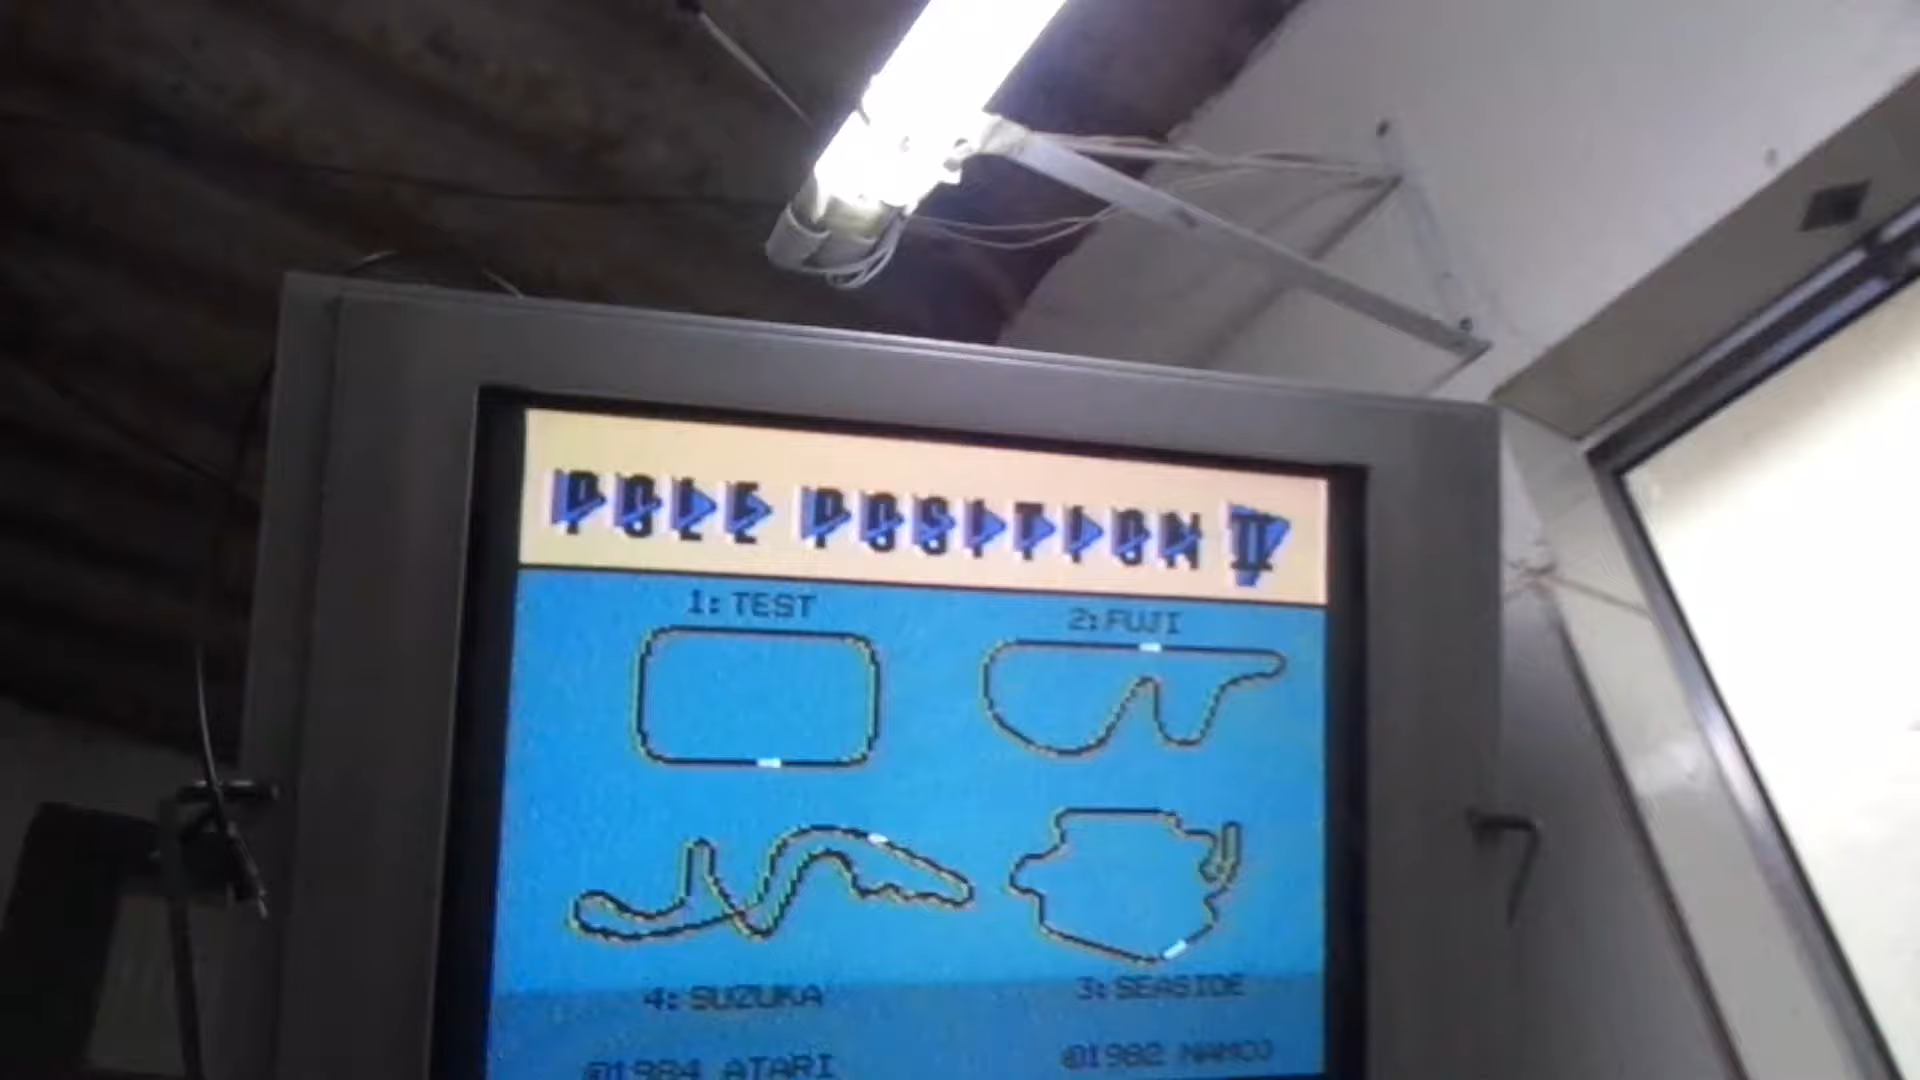 POLE POSITION II
1: TEST
2: FUJI
4: SUZUKA
3: SEASIDE
@1984 ATARI
@1982 NAMCO